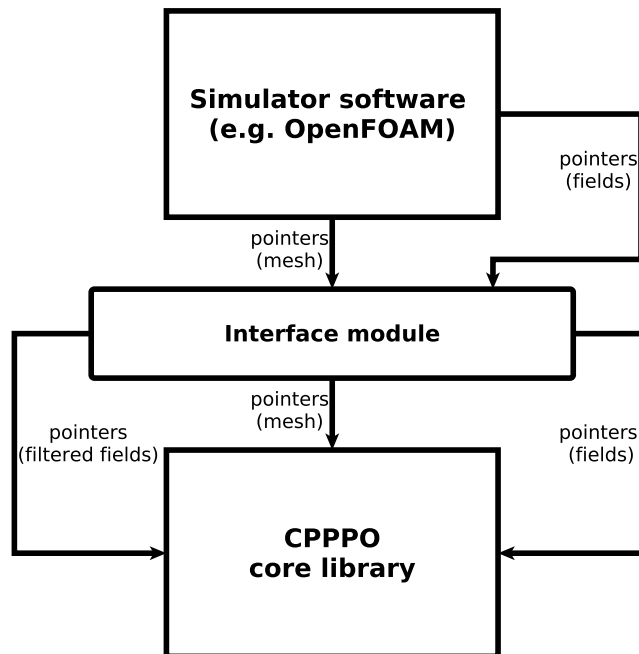 Simulator software
(e.g. OpenFOAM)
pointers
(fields)
pointers
(mesh)
Interface module
pointers
(mesh)
pointers
(filtered fields)
pointers
(fields)
CPPPO
core library